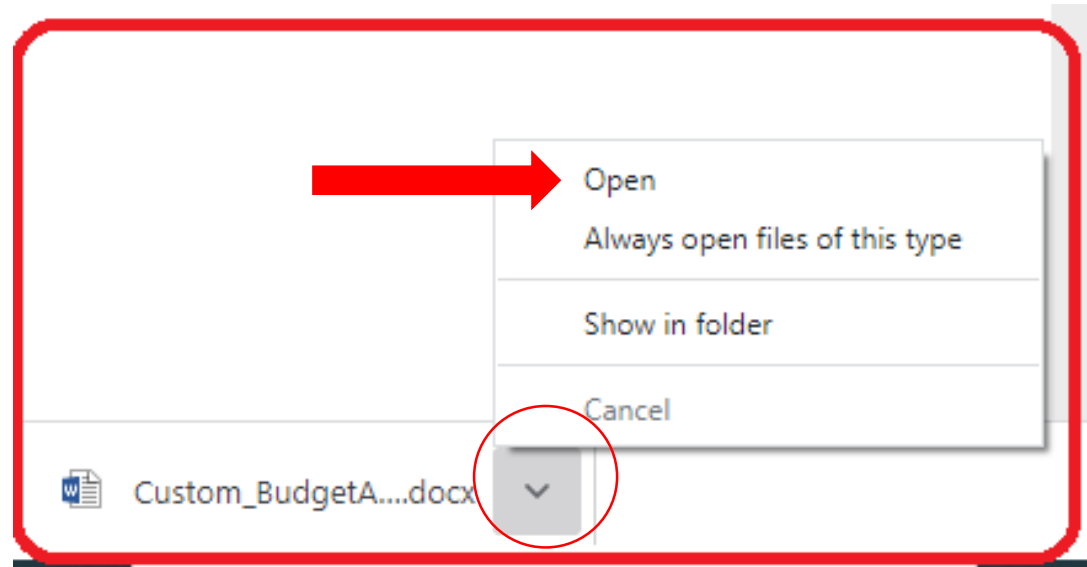 Open
Always open files of this type
Show in folder
Cancel
Custom_BudgetA....docx